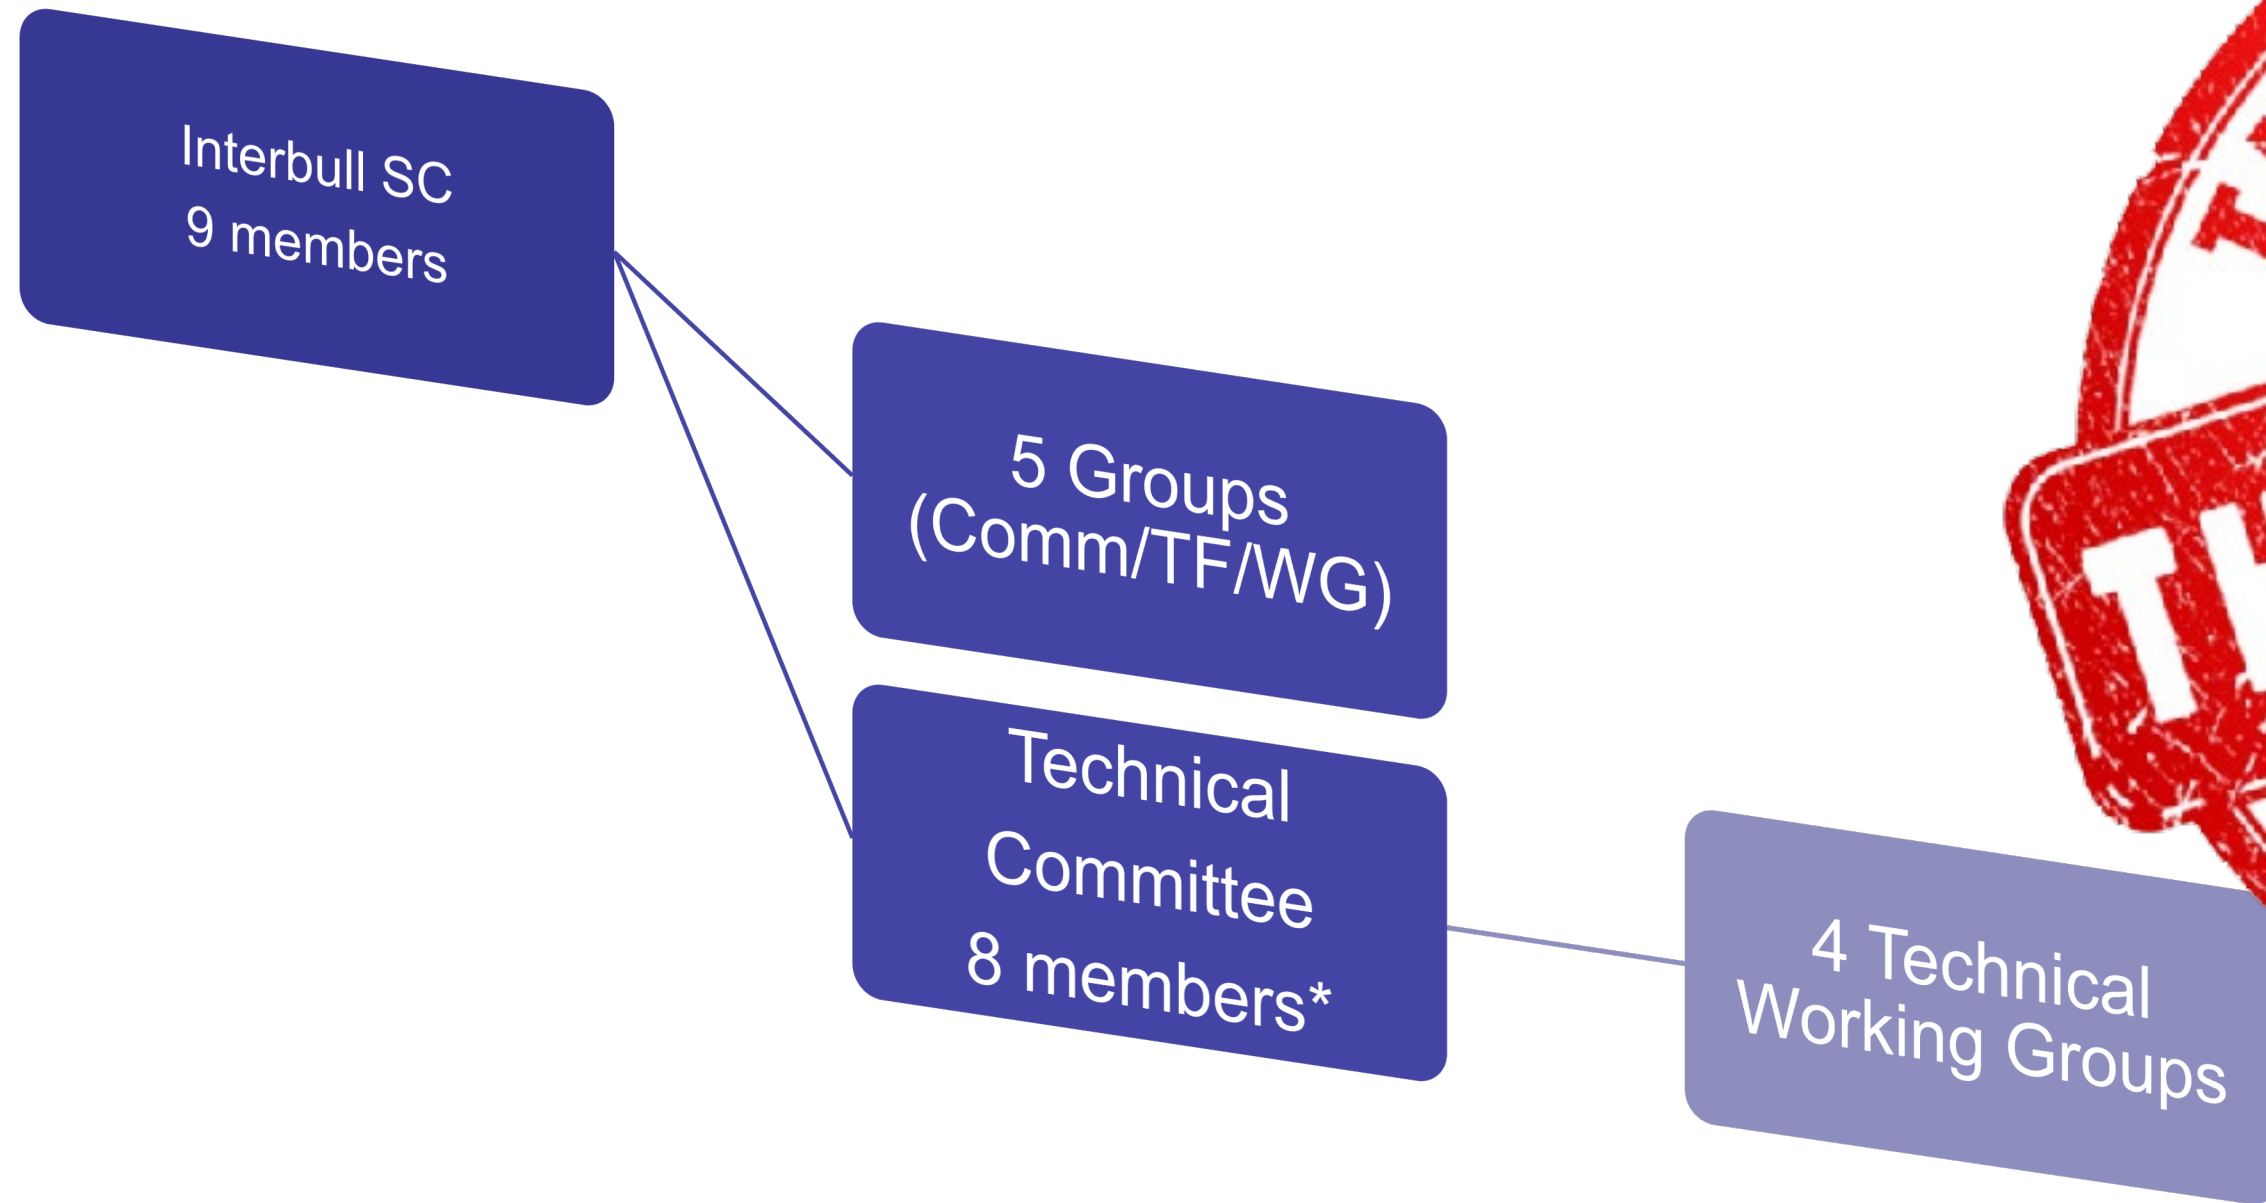 Interbull SC
9 members
5 Groups
(Comm/TF/WG)
Technical
Committee
8 members*
4 Technical
Working Groups